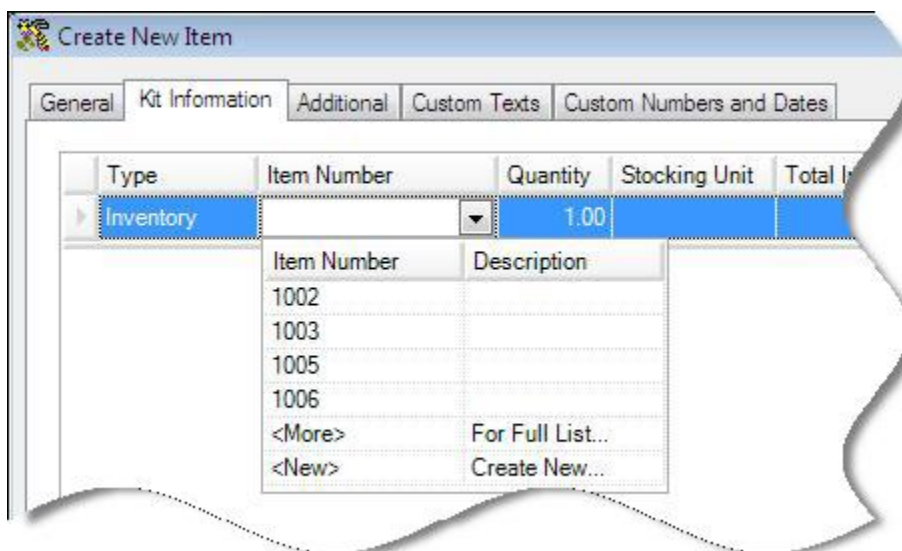 Create New Item
General Kit Information Additional Custom Texts Custom Numbers and Dates
Type Item Number Quantity Stocking Unit Total
Inventory 1.00
Item Number Description
1002
1003
1005
1006
<More> For Full List...
<New> Create New...